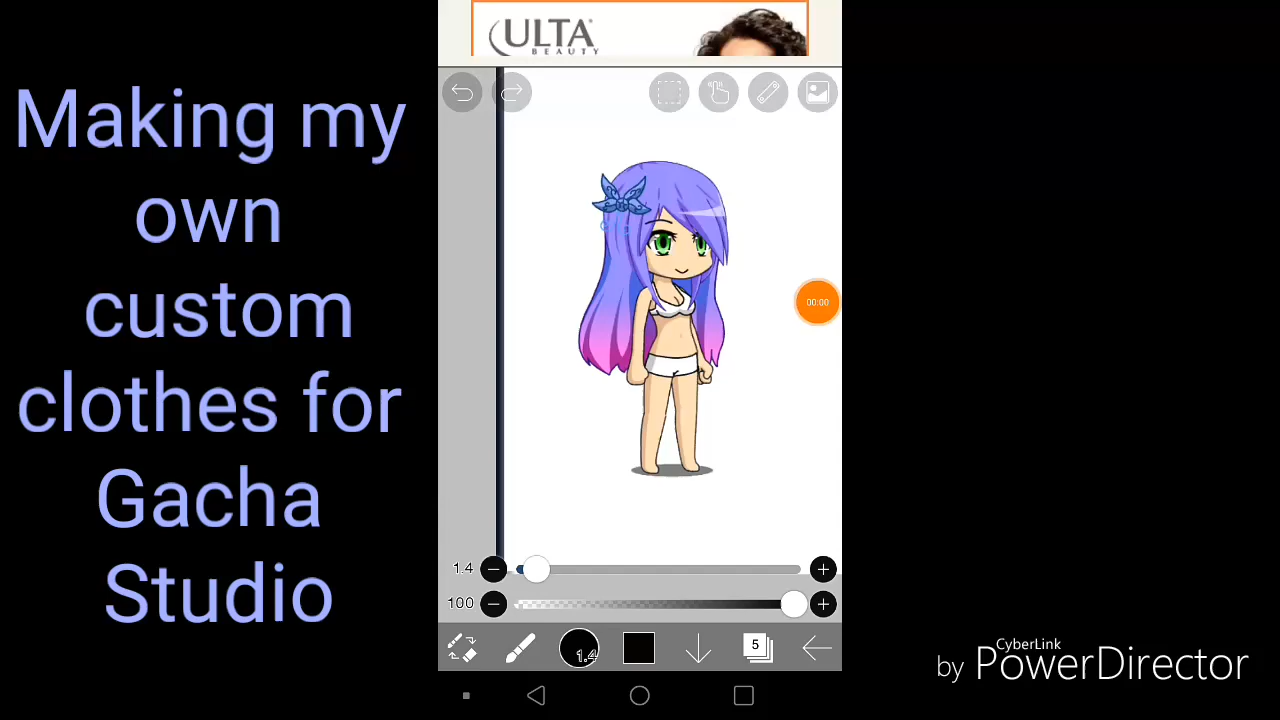 Making my
own
custom
clothes for
Gacha
Studio
ULTA
BEAUTY
00:00
1.4
100
1.4
5
CyberLink
by PowerDirector